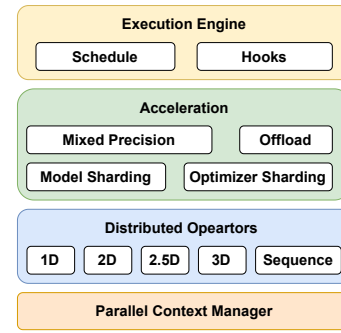 Execution Engine
Schedule Hooks
Acceleration
Mixed Precision Offload
Model Sharding Optimizer Sharding
Distributed Opeartors
1D 2D 2.5D 3D Sequence
Parallel Context Manager